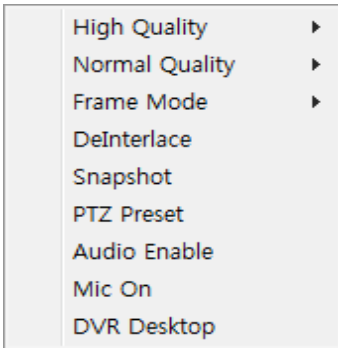 High Quality
Normal Quality
Frame Mode
DeInterlace
Snapshot
PTZ Preset
Audio Enable
Mic On
DVR Desktop